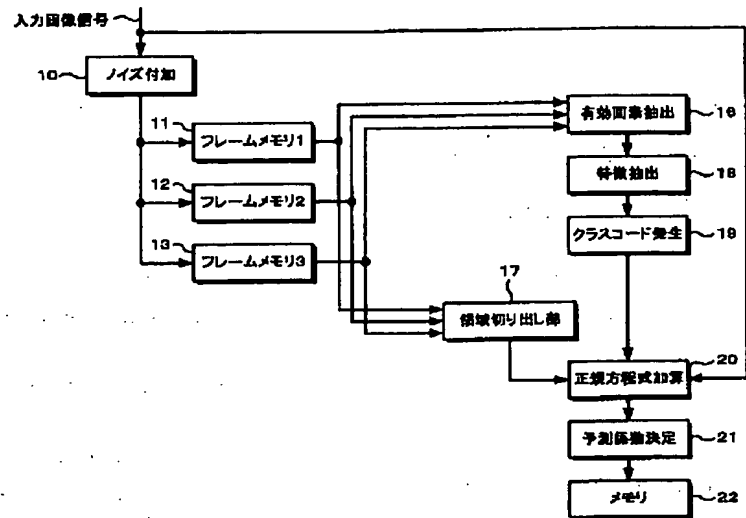 入力画像信号
10
ノイズ付加
11
フレームメモリ1
12
フレームメモリ2
13
フレームメモリ3
有効画素抽出
16
特徴抽出
18
クラスコード発生
19
17
領域切り出し部
正規方程式加算
20
予測係数決定
21
メモリ
22